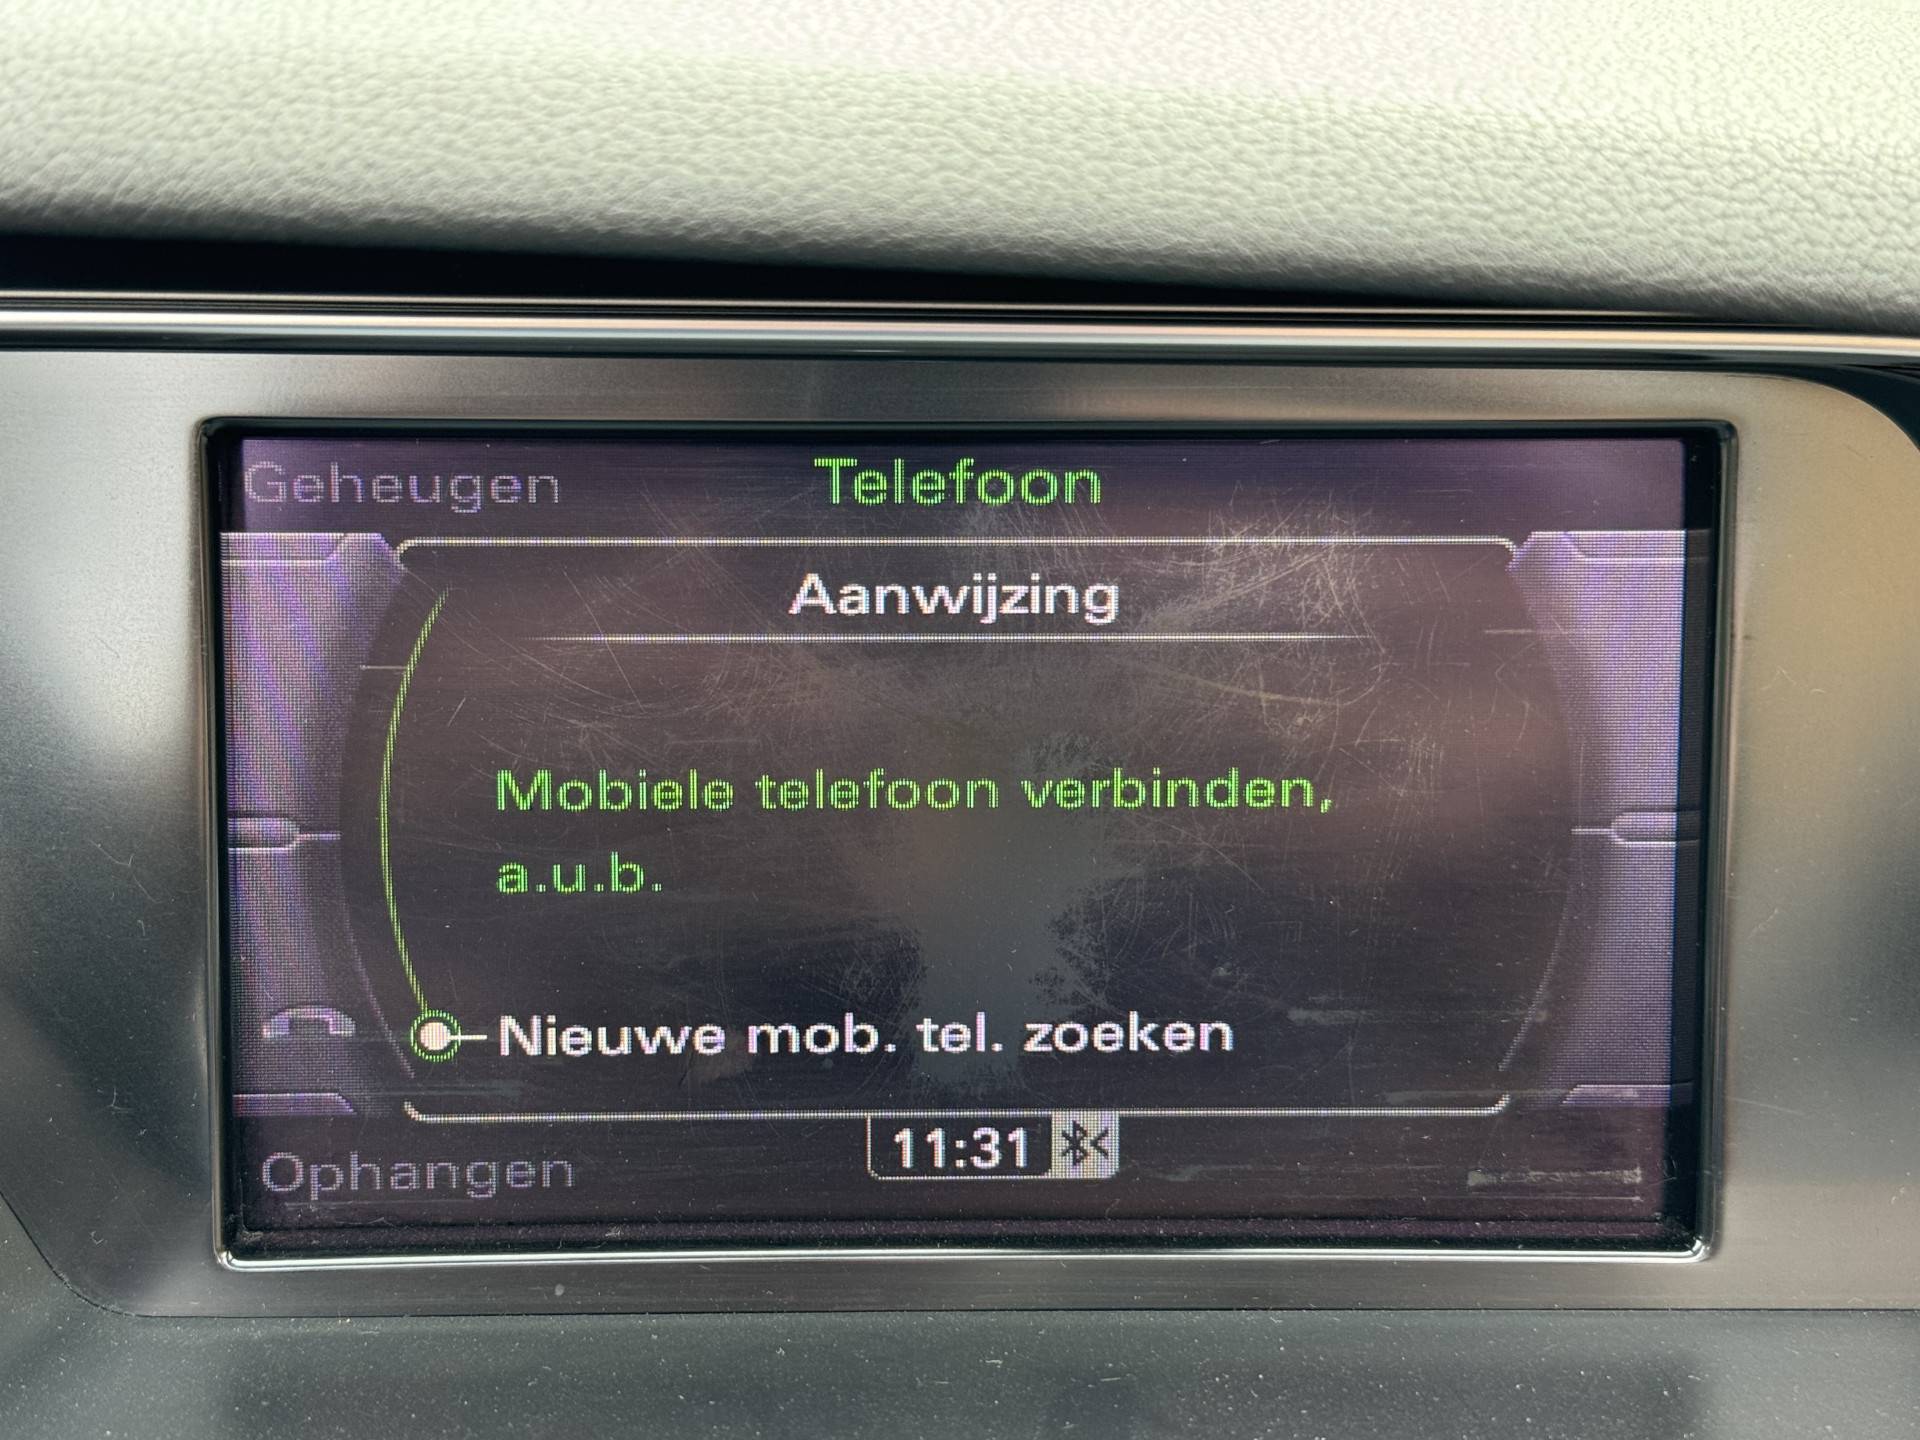 Geheugen
Telefoon
Aanwijzing
Mobiele telefoon verbinden,
a.u.b.
Nieuwe mob. tel. zoeken
11:31
Ophangen